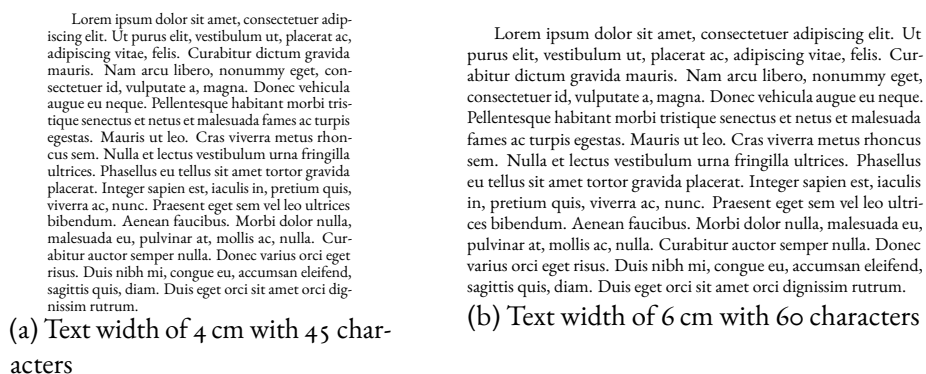 Lorem ipsum dolor sit amet, consectetuer adip-
iscing elit. Ut purus elit, vestibulum ut, placerat ac,
adipiscing vitae, felis. Curabitur dictum gravida
mauris. Nam arcu libero, nonummy eget, con-
sectetuer id, vulputate a, magna. Donec vehicula
augue eu neque. Pellentesque habitant morbi tris-
tique senectus et netus et malesuada fames ac turpis
egestas. Mauris ut leo. Cras viverra metus rhon-
cus sem. Nulla et lectus vestibulum urna fringilla
ultrices. Phasellus eu tellus sit amet tortor gravida
placerat. Integer sapien est, iaculis in, pretium quis,
viverra ac, nunc. Praesent eget sem vel leo ultrices
bibendum. Aenean faucibus. Morbi dolor nulla,
malesuada eu, pulvinar at, mollis ac, nulla. Cur-
abitur auctor semper nulla. Donec varius orci eget
risus. Duis nibh mi, congue eu, accumsan eleifend,
sagittis quis, diam. Duis eget orci sit amet orci dig-
nissim rutrum.
(a) Text width of 4 cm with 45 char-
acters
Lorem ipsum dolor sit amet, consectetuer adipiscing elit. Ut
purus elit, vestibulum ut, placerat ac, adipiscing vitae, felis. Cur-
abitur dictum gravida mauris. Nam arcu libero, nonummy eget,
consectetuer id, vulputate a, magna. Donec vehicula augue eu neque.
Pellentesque habitant morbi tristique senectus et netus et malesuada
fames ac turpis egestas. Mauris ut leo. Cras viverra metus rhoncus
sem. Nulla et lectus vestibulum urna fringilla ultrices. Phasellus
eu tellus sit amet tortor gravida placerat. Integer sapien est, iaculis
in, pretium quis, viverra ac, nunc. Praesent eget sem vel leo ultri-
ces bibendum. Aenean faucibus. Morbi dolor nulla, malesuada eu,
pulvinar at, mollis ac, nulla. Curabitur auctor semper nulla. Donec
varius orci eget risus. Duis nibh mi, congue eu, accumsan eleifend,
sagittis quis, diam. Duis eget orci sit amet orci dignissim rutrum.
(b) Text width of 6 cm with 60 characters